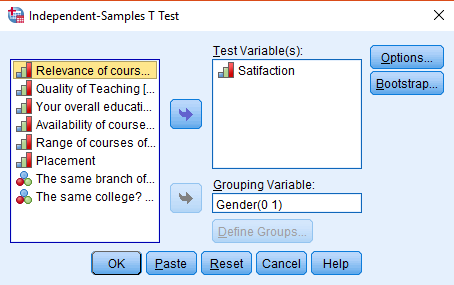 Independent-Samples T Test
Relevance of cours...
Quality of Teaching [...
Your overall educati...
Availability of course...
Range of courses of...
Placement
The same branch of...
The same college? ...
Test Variable(s):
Satifaction
Grouping Variable:
Gender(0 1)
Define Groups...
Options...
Bootstrap...
OK Paste Reset Cancel Help